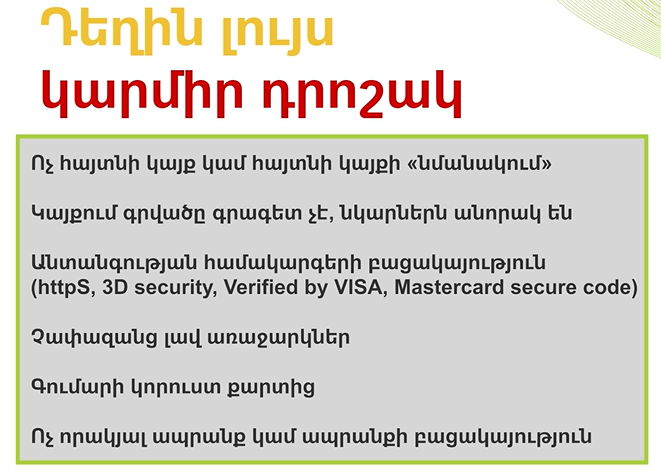 Դեղին լույս
կարմիր դրոշակ
Ոչ հայտնի կայք կամ հայտնի կայքի «նմանակում»
Կայքում գրվածը գրագետ չէ, նկարներն անորակ են
Անտանգության համակարգերի բացակայություն
(httpS, 3D security, Verified by VISA, Mastercard secure code)
Չափազանց լավ առաջարկներ
Գումարի կորուստ քարտից
Ոչ որակյալ ապրանք կամ ապրանքի բացակայություն